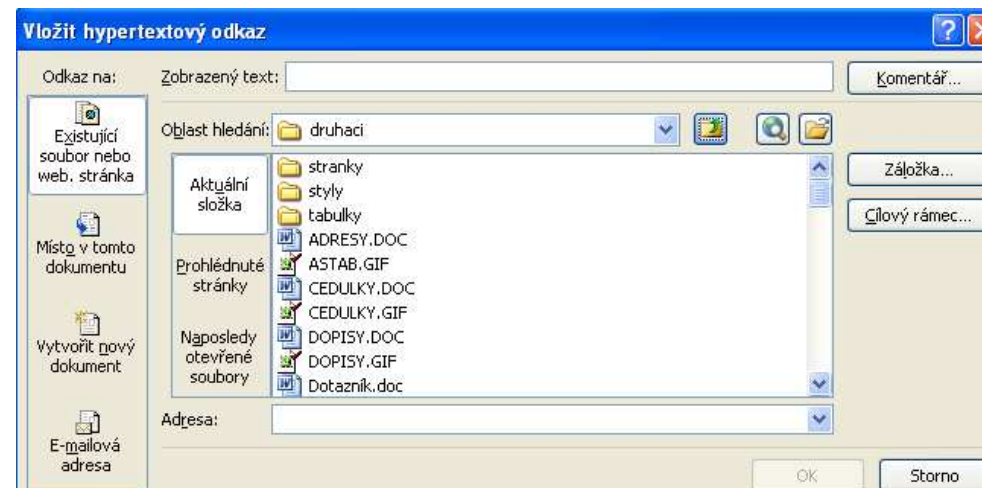 Vložit hypertextový odkaz
Odkaz na:
Zobrazený text:
Komentář...
Existující
soubor nebo
web. stránka
Místo v tomto
dokumentu
Vytvořit nový
dokument
E-mailová
adresa
Oblast hledání:
druhaci
Aktuální
složka
Prohlédnuté
stránky
Naposledy
otevřené
soubory
stranky
styly
tabulky
ADRESY.DOC
ASTAB.GIF
CEDULKY.DOC
CEDULKY.GIF
DOPISY.DOC
DOPISY.GIF
Dotazník.doc
Záložka...
Cílový rámec...
Adresa:
OK
Storno